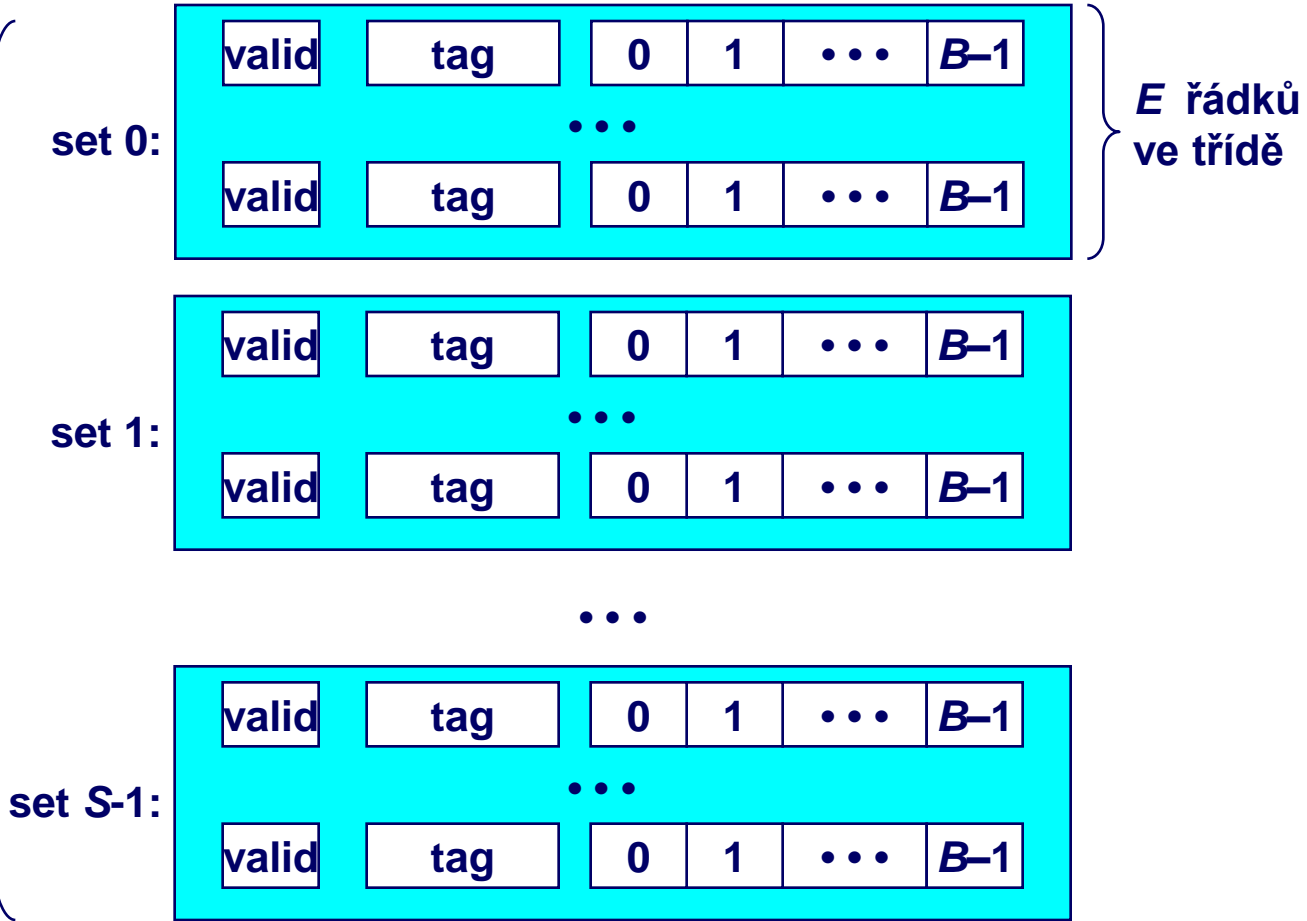 valid tag 0 1 ••• B–1
•••
set 0:
valid tag 0 1 ••• B–1
E řádků
ve třídě
valid tag 0 1 ••• B–1
•••
set 1:
valid tag 0 1 ••• B–1
•••
valid tag 0 1 ••• B–1
•••
set S-1:
valid tag 0 1 ••• B–1